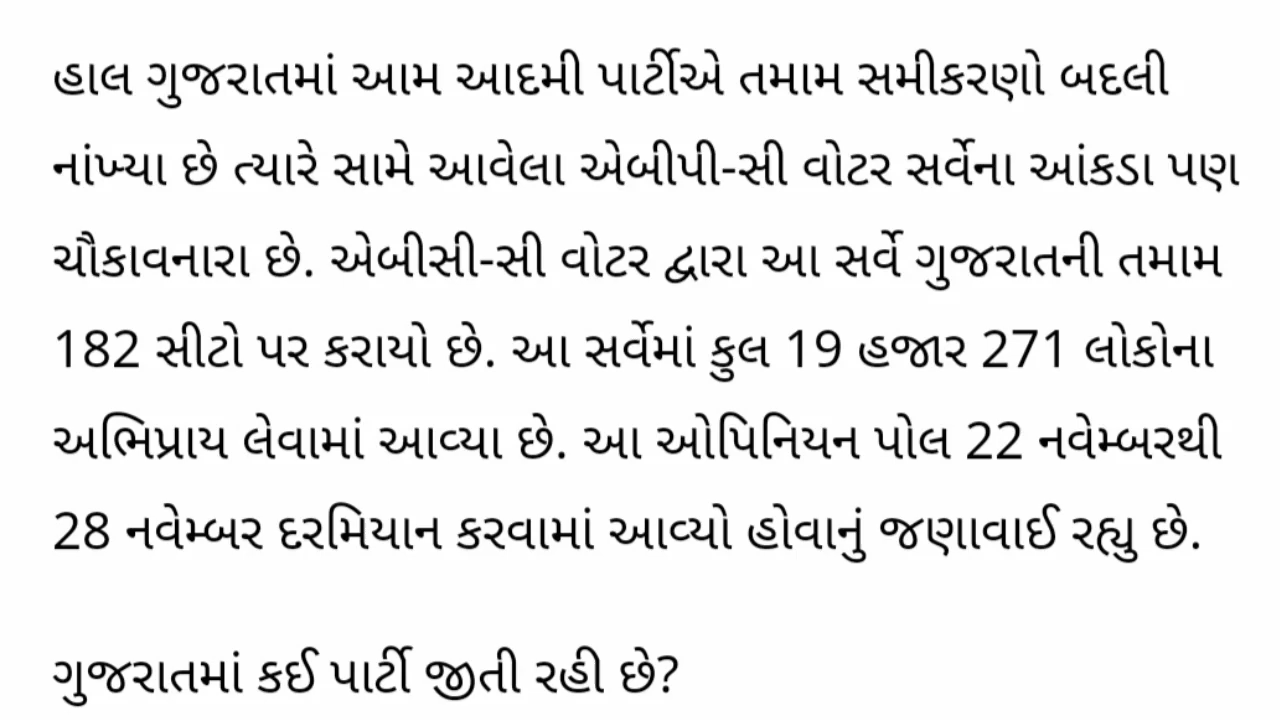 હાલ ગુજરાતમાં આમ આદમી પાર્ટીએ તમામ સમીકરણો બદલી
નાંખ્યા છે ત્યારે સામે આવેલા એબીપી-સી વોટર સર્વેના આંકડા પણ
ચૌકાવનારા છે. એબીસી-સી વોટર દ્વારા આ સર્વે ગુજરાતની તમામ
182 સીટો પર કરાયો છે. આ સર્વેમાં કુલ 19 હજાર 271 લોકોના
અભિપ્રાય લેવામાં આવ્યા છે. આ ઓપિનિયન પોલ 22 નવેમ્બરથી
28 નવેમ્બર દરમિયાન કરવામાં આવ્યો હોવાનું જણાવાઈ રહ્યુ છે.
ગુજરાતમાં કઈ પાર્ટી જીતી રહી છે?